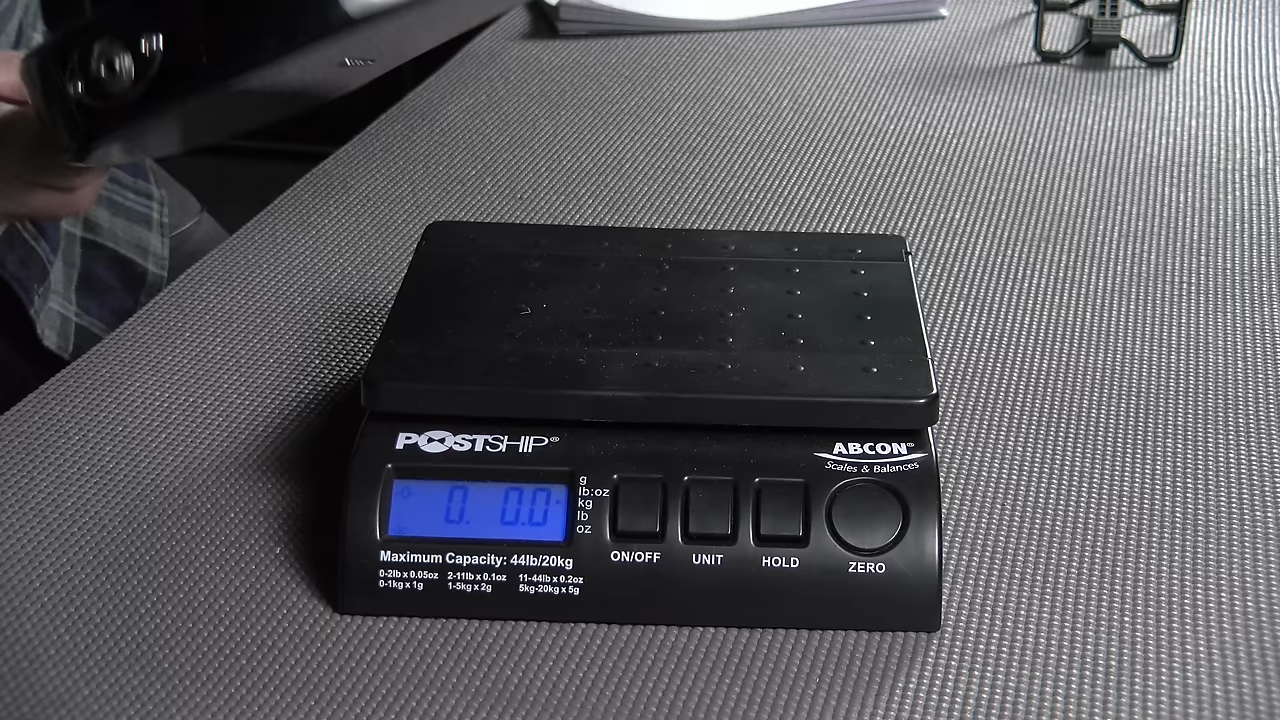 POSTSHIP®
ABCON®
Scales & Balances
0. 0.0
g
lb:oz
kg
lb
oz
ON/OFF
UNIT
HOLD
ZERO
Maximum Capacity: 44lb/20kg
0-2lb x 0.05oz 2-11lb x 0.1oz 11-44lb x 0.2oz
0-1kg x 1g 1-5kg x 2g 5kg-20kg x 5g